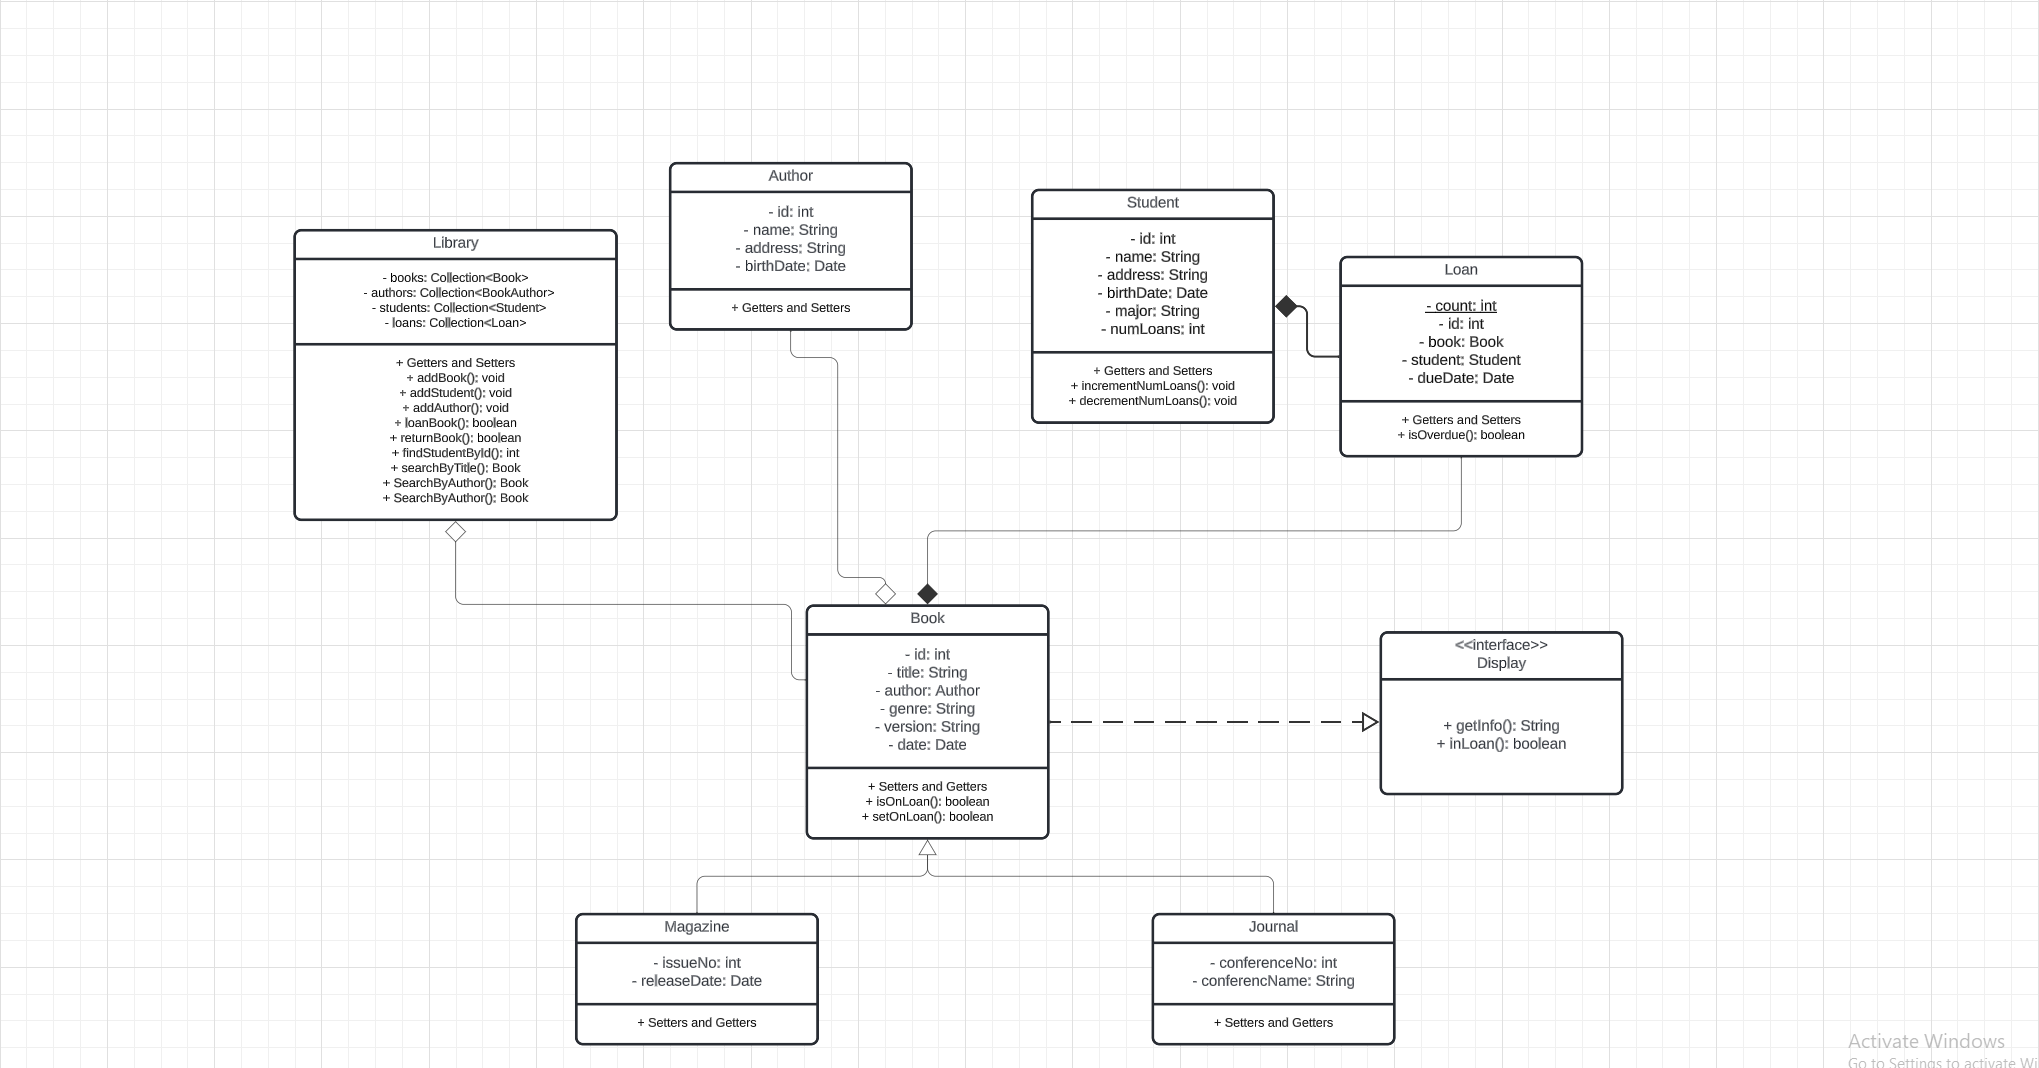 Library
- books: Collection<Book>
- authors: Collection<BookAuthor>
- students: Collection<Student>
- loans: Collection<Loan>
+ Getters and Setters
+ addBook(): void
+ addStudent(): void
+ addAuthor(): void
+ loanBook(): boolean
+ returnBook(): boolean
+ findStudentById(): int
+ searchByTitle(): Book
+ SearchByAuthor(): Book
+ SearchByAuthor(): Book
Author
- id: int
- name: String
- address: String
- birthDate: Date
+ Getters and Setters
Student
- id: int
- name: String
- address: String
- birthDate: Date
- major: String
- numLoans: int
+ Getters and Setters
+ incrementNumLoans(): void
+ decrementNumLoans(): void
Loan
- count: int
- id: int
- book: Book
- student: Student
- dueDate: Date
+ Getters and Setters
+ isOverdue(): boolean
Book
- id: int
- title: String
- author: Author
- genre: String
- version: String
- date: Date
+ Setters and Getters
+ isOnLoan(): boolean
+ setOnLoan(): boolean
<<interface>>
Display
+ getInfo(): String
+ inLoan(): boolean
Magazine
- issueNo: int
- releaseDate: Date
+ Setters and Getters
Journal
- conferenceNo: int
- conferencName: String
+ Setters and Getters
Activate Windows
Go to Settings to activate Wi